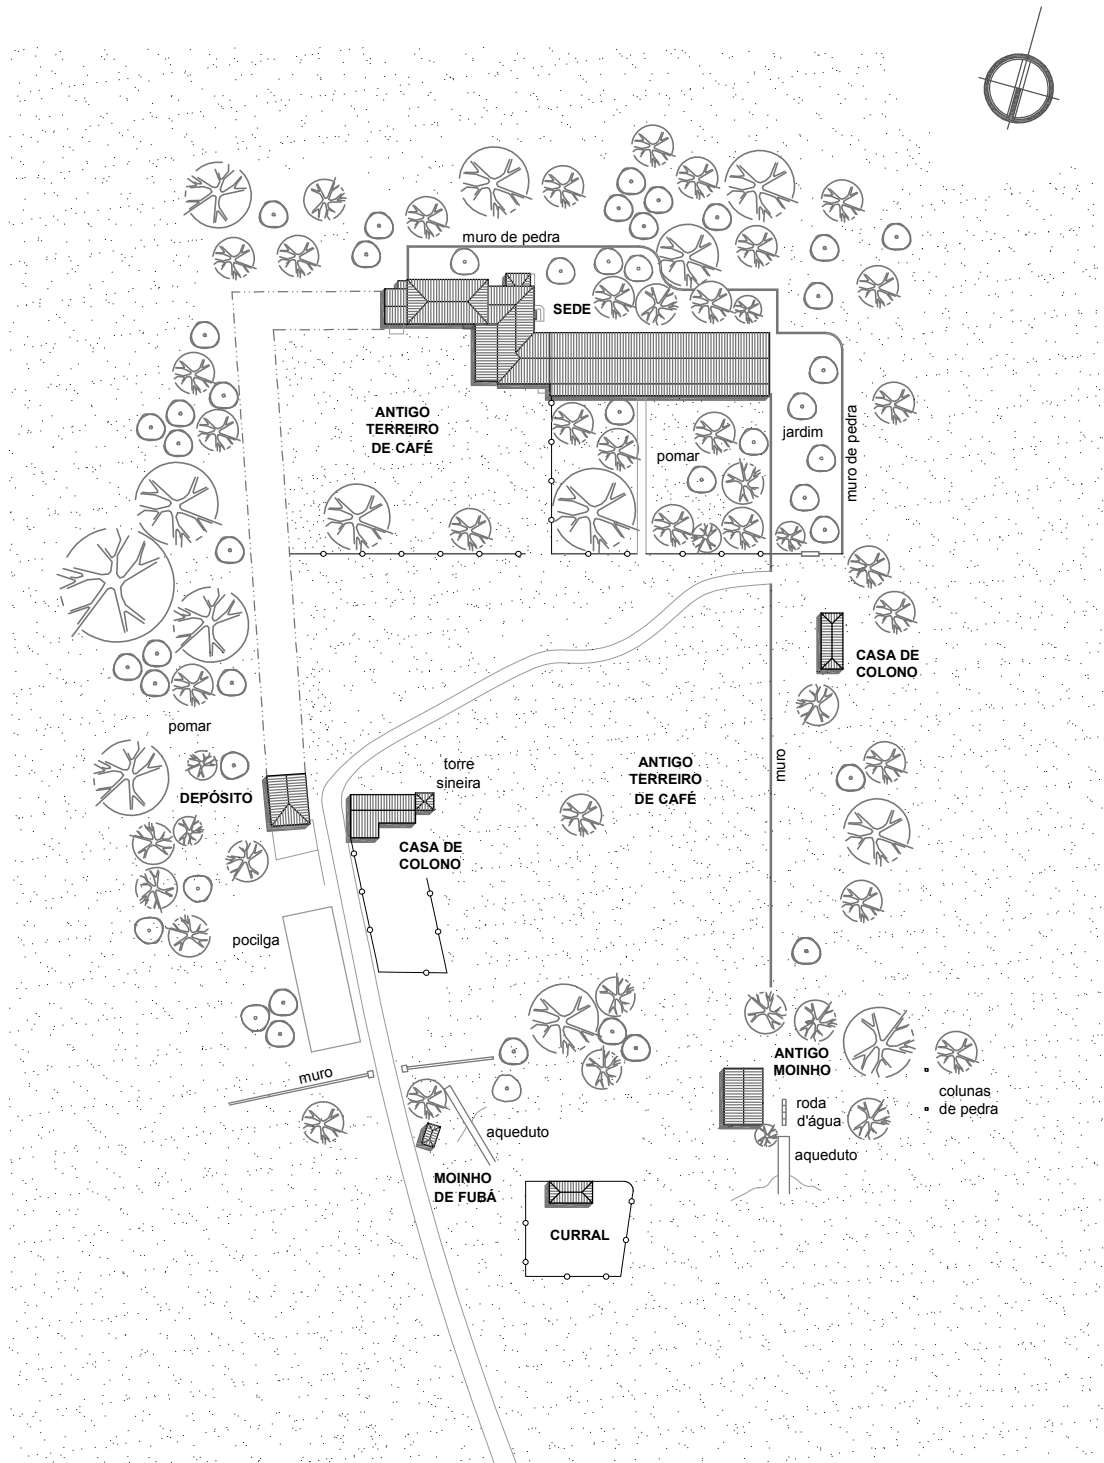 muro de pedra
SEDE
ANTIGO
TERREIRO
DE CAFÉ
jardim
muro de pedra
pomar
CASA DE
COLONO
pomar
torre
sineira
ANTIGO
TERREIRO
DE CAFÉ
muro
DEPÓSITO
CASA DE
COLONO
pocilga
ANTIGO
MOINHO
muro
colunas
de pedra
roda
d'água
aqueduto
aqueduto
MOINHO
DE FUBÁ
CURRAL